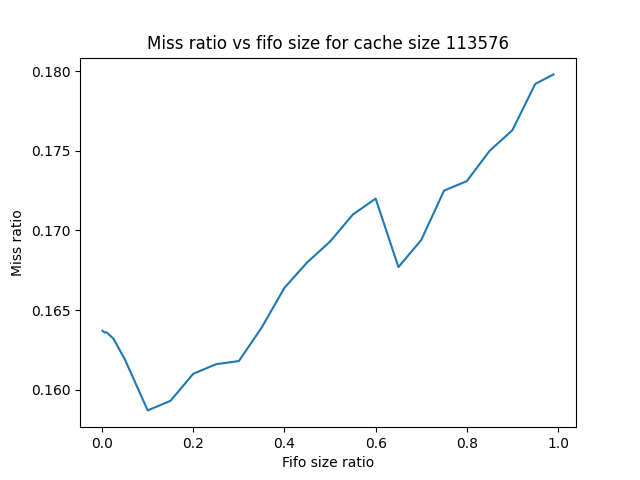 Miss ratio vs fifo size for cache size 113576
0.180
0.175
0.170
0.165
0.160
Miss ratio
0.0 0.2 0.4 0.6 0.8 1.0
Fifo size ratio